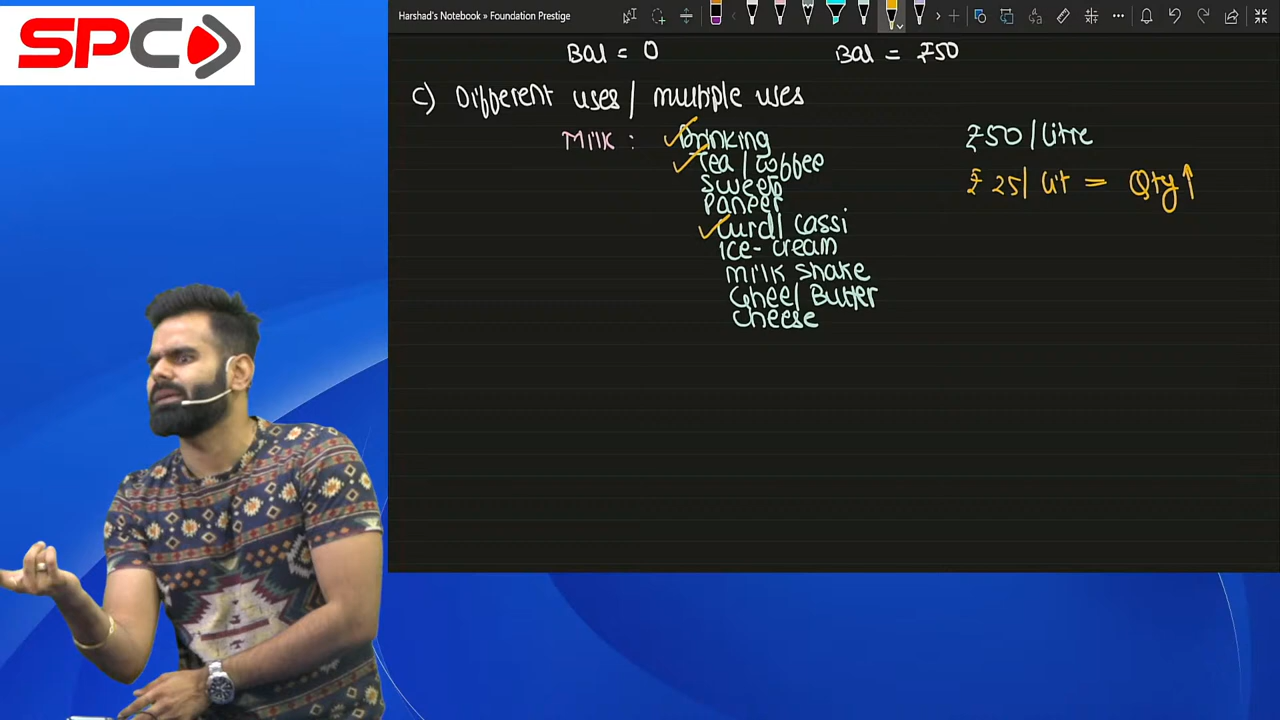 SPC
Harshad's Notebook » Foundation Prestige
Bal = 0
Bal = ₹50
C) Different uses / multiple uses
Milk : Drinking
Tea / Coffee
Sweets
Paneer
Curd / Lassi
Ice-cream
Milk shake
Ghee / Butter
Cheese
₹50 / litre
₹ 25 / lit = Qty ↑